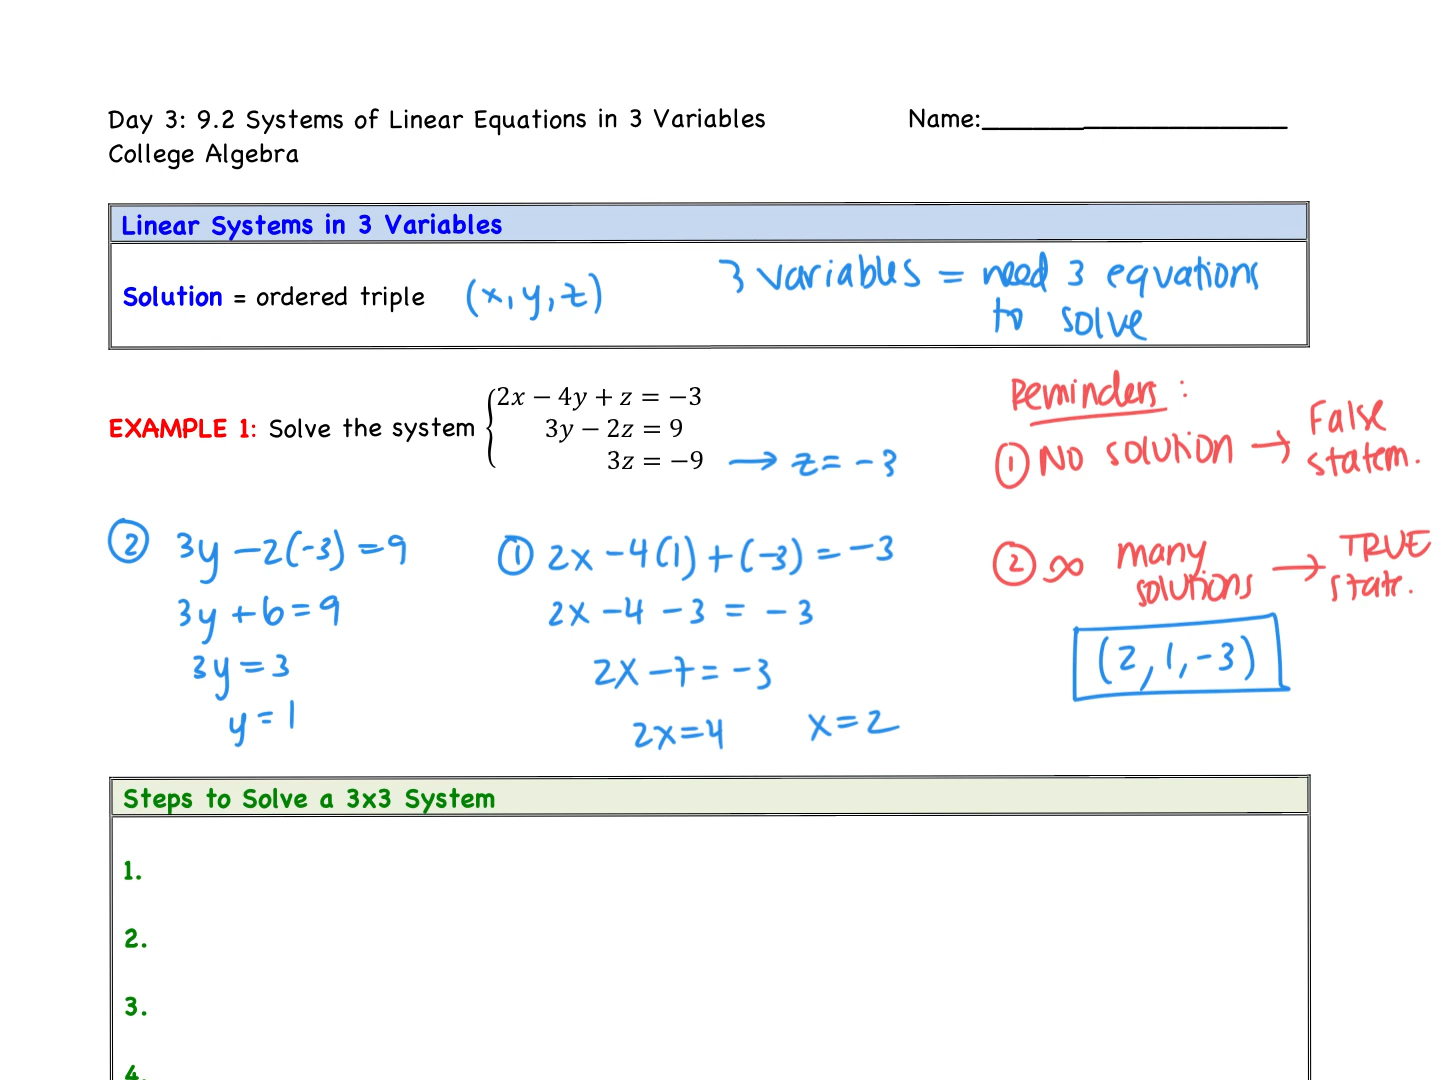 Day 3: 9.2 Systems of Linear Equations in 3 Variables Name:____________________
College Algebra
Linear Systems in 3 Variables
Solution = ordered triple (x, y, z) 3 variables = need 3 equations
to solve
EXAMPLE 1: Solve the system
2x − 4y + z = −3
3y − 2z = 9
3z = −9 → z = −3
Reminders:
① NO solution → False
statem.
② ∞ many → TRUE
solutions state.
② 3y − 2(−3) = 9
3y + 6 = 9
3y = 3
y = 1
① 2x − 4(1) + (−3) = −3
2x − 4 − 3 = −3
2x − 7 = −3
2x = 4 x = 2
(2, 1, −3)
Steps to Solve a 3x3 System
1.
2.
3.
4.